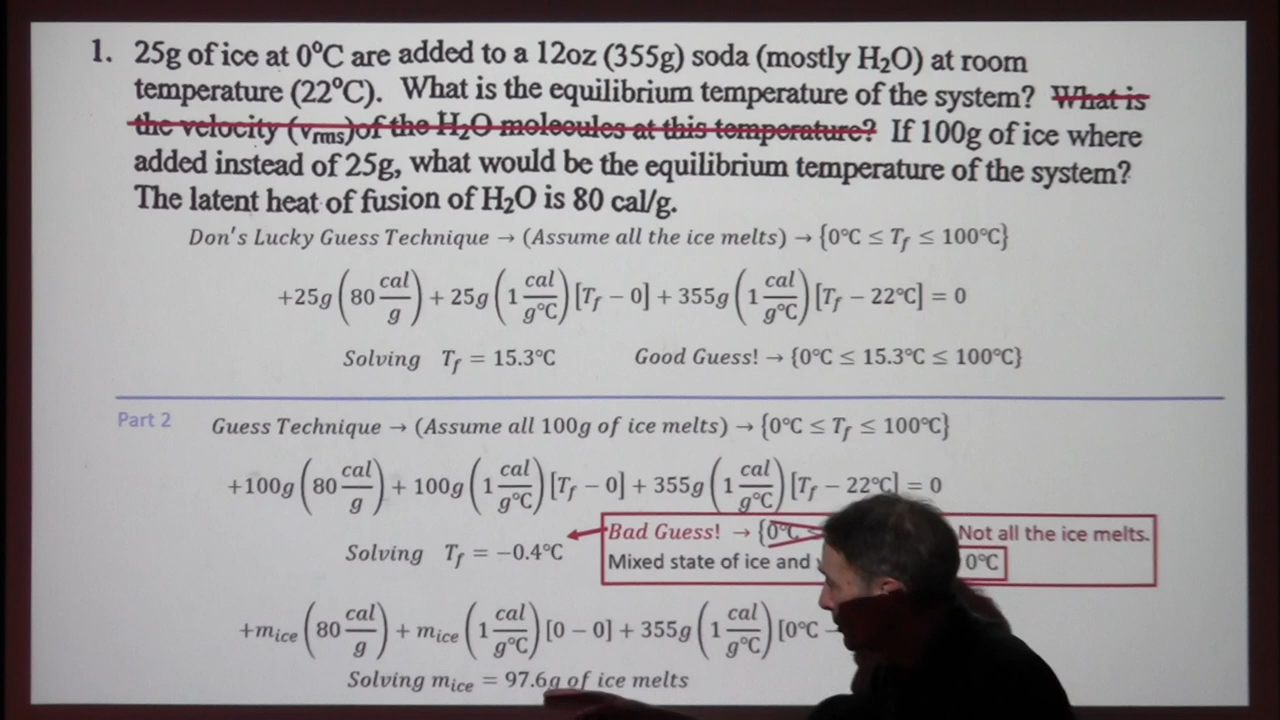 1. 25g of ice at 0°C are added to a 12oz (355g) soda (mostly H₂O) at room
temperature (22°C). What is the equilibrium temperature of the system? What is
the velocity (vrms)of the H₂O molecules at this temperature? If 100g of ice where
added instead of 25g, what would be the equilibrium temperature of the system?
The latent heat of fusion of H₂O is 80 cal/g.
Don's Lucky Guess Technique → (Assume all the ice melts) → {0℃ ≤ Tf ≤ 100℃}
+25g (80 cal/g) + 25g (1 cal/g℃) [Tf − 0] + 355g (1 cal/g℃) [Tf − 22℃] = 0
Solving Tf = 15.3℃ Good Guess! → {0℃ ≤ 15.3℃ ≤ 100℃}
Part 2 Guess Technique → (Assume all 100g of ice melts) → {0℃ ≤ Tf ≤ 100℃}
+100g (80 cal/g) + 100g (1 cal/g℃) [Tf − 0] + 355g (1 cal/g℃) [Tf − 22℃] = 0
Bad Guess! → {0℃ Not all the ice melts.
Solving Tf = −0.4℃
Mixed state of ice and 0℃
+mice (80 cal/g) + mice (1 cal/g℃) [0 − 0] + 355g (1 cal/g℃) [0℃ −
Solving mice = 97.6g of ice melts